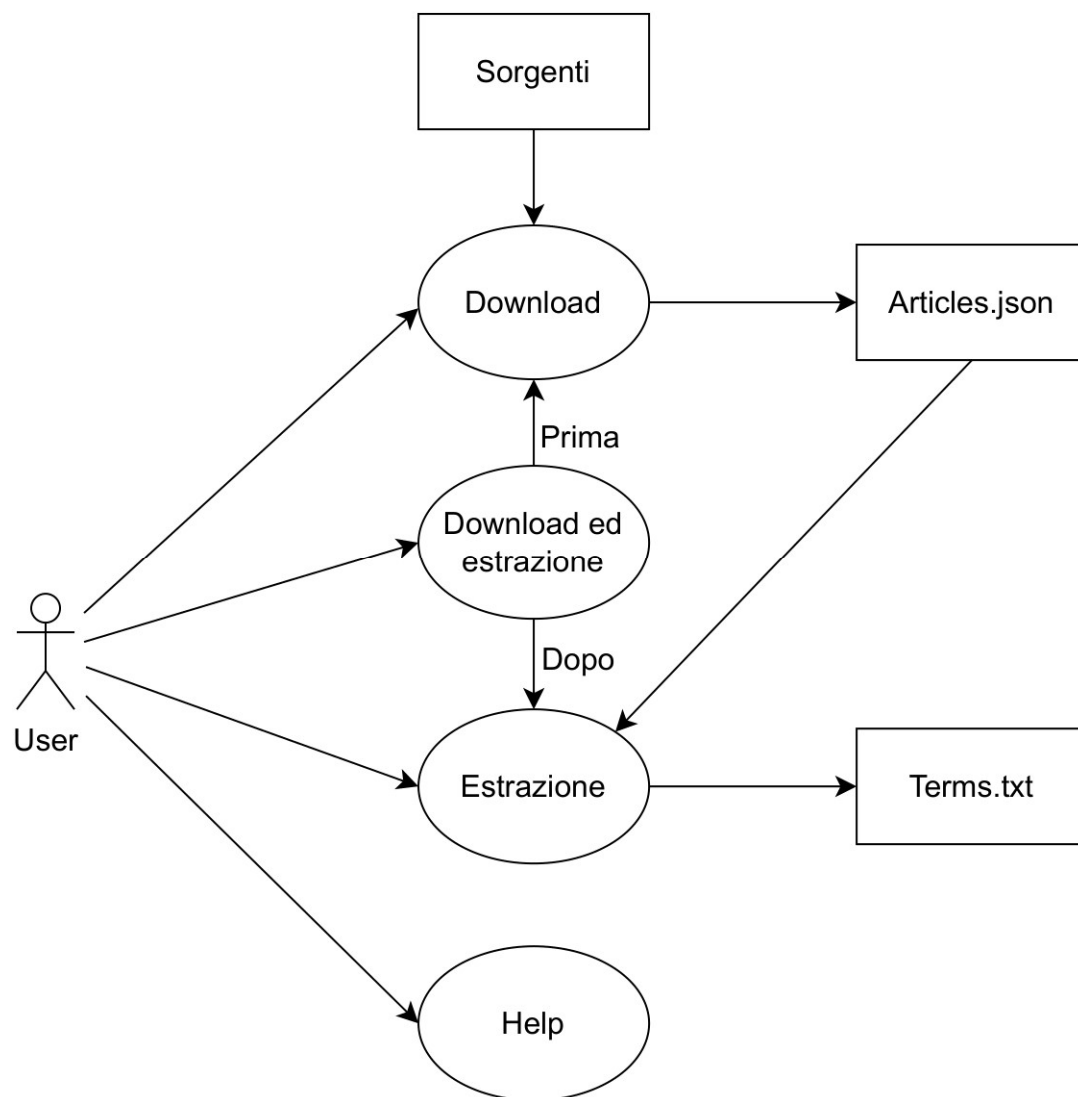 Sorgenti
Download
Articles.json
Prima
Download ed
estrazione
Dopo
User
Estrazione
Terms.txt
Help